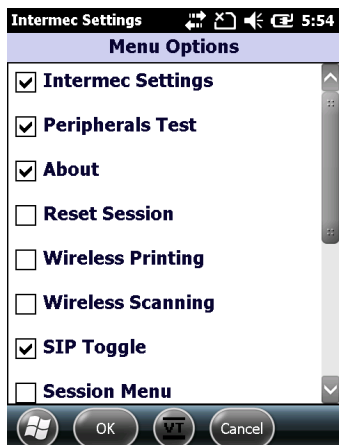 Intermec Settings 5:54
Menu Options
Intermec Settings
Peripherals Test
About
Reset Session
Wireless Printing
Wireless Scanning
SIP Toggle
Session Menu
OK VT Cancel